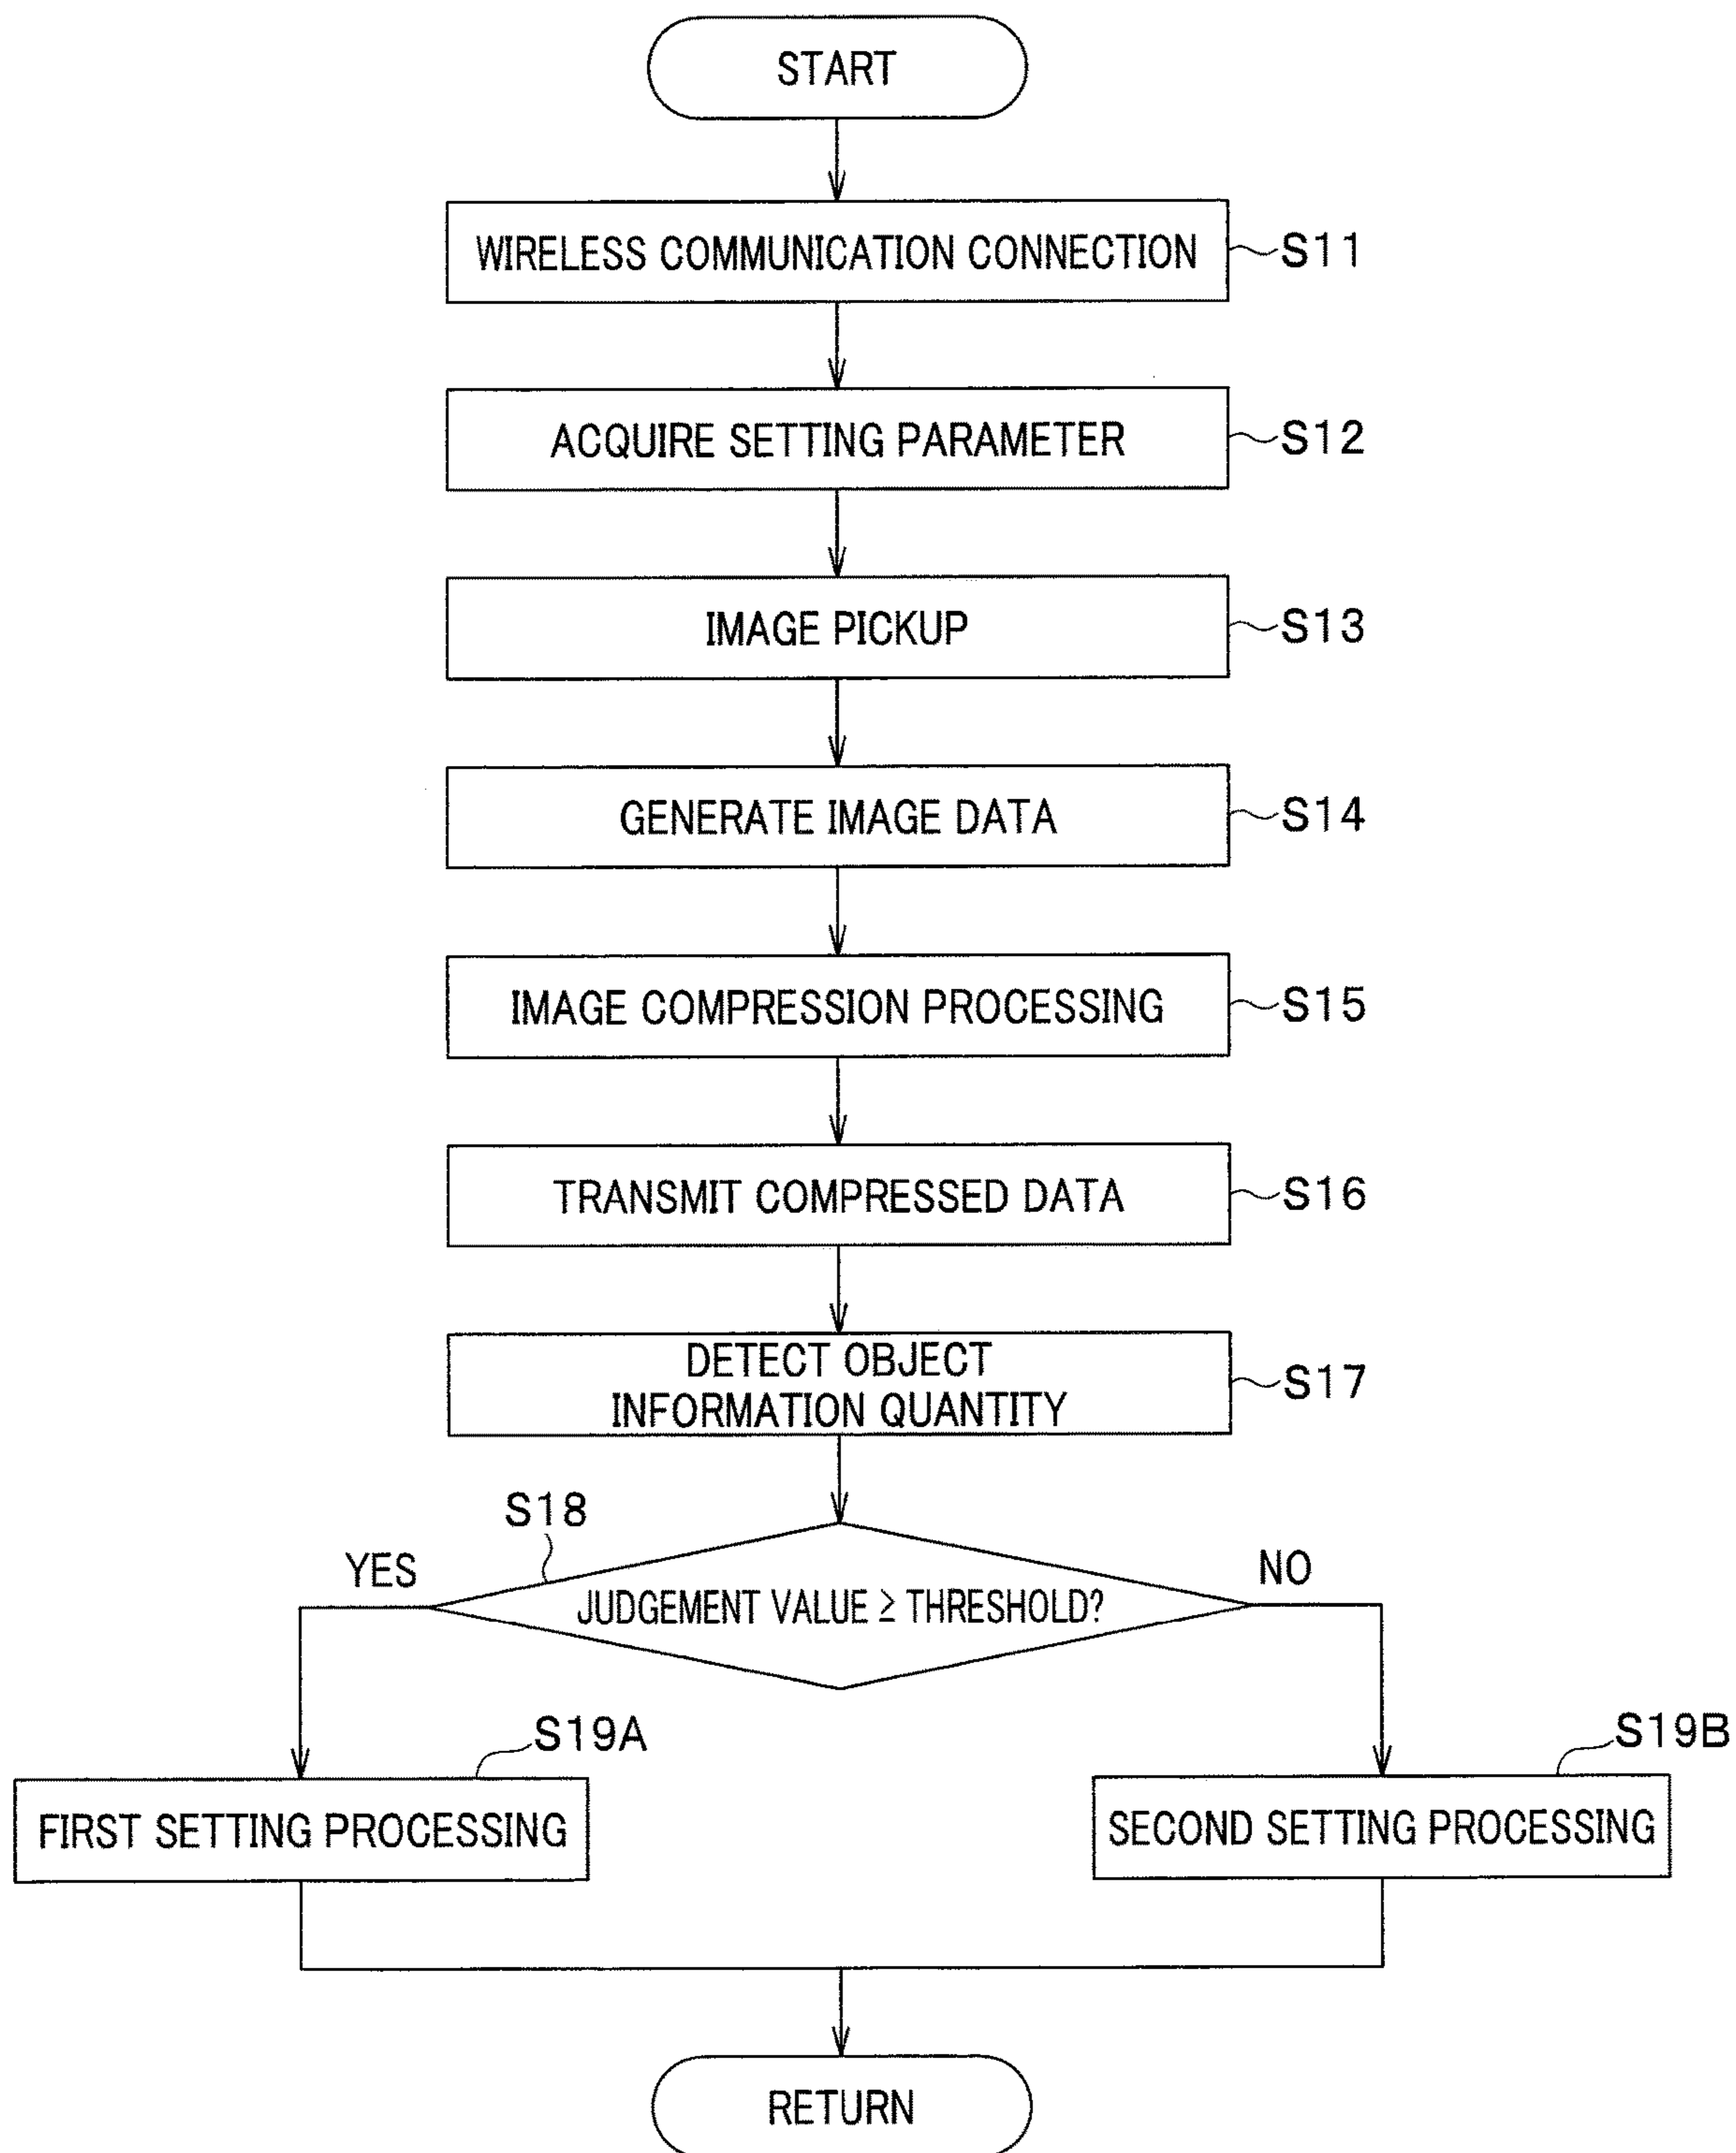 START
WIRELESS COMMUNICATION CONNECTION S11
ACQUIRE SETTING PARAMETER S12
IMAGE PICKUP S13
GENERATE IMAGE DATA S14
IMAGE COMPRESSION PROCESSING S15
TRANSMIT COMPRESSED DATA S16
DETECT OBJECT
INFORMATION QUANTITY S17
S18
YES NO
JUDGEMENT VALUE ≧ THRESHOLD?
S19A S19B
FIRST SETTING PROCESSING SECOND SETTING PROCESSING
RETURN